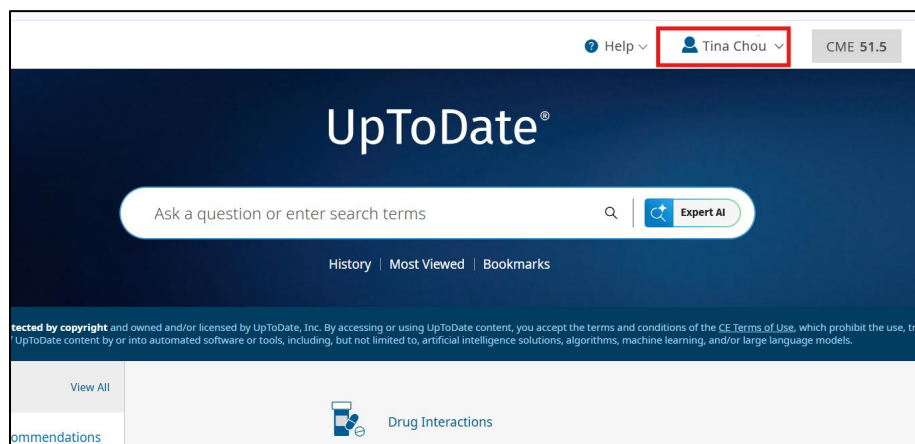 Help Tina Chou CME 51.5
UpToDate®
Ask a question or enter search terms Expert AI
History | Most Viewed | Bookmarks
tected by copyright and owned and/or licensed by UpToDate, Inc. By accessing or using UpToDate content, you accept the terms and conditions of the CE Terms of Use, which prohibit the use, tr
UpToDate content by or into automated software or tools, including, but not limited to, artificial intelligence solutions, algorithms, machine learning, and/or large language models.
View All
Drug Interactions
ommendations